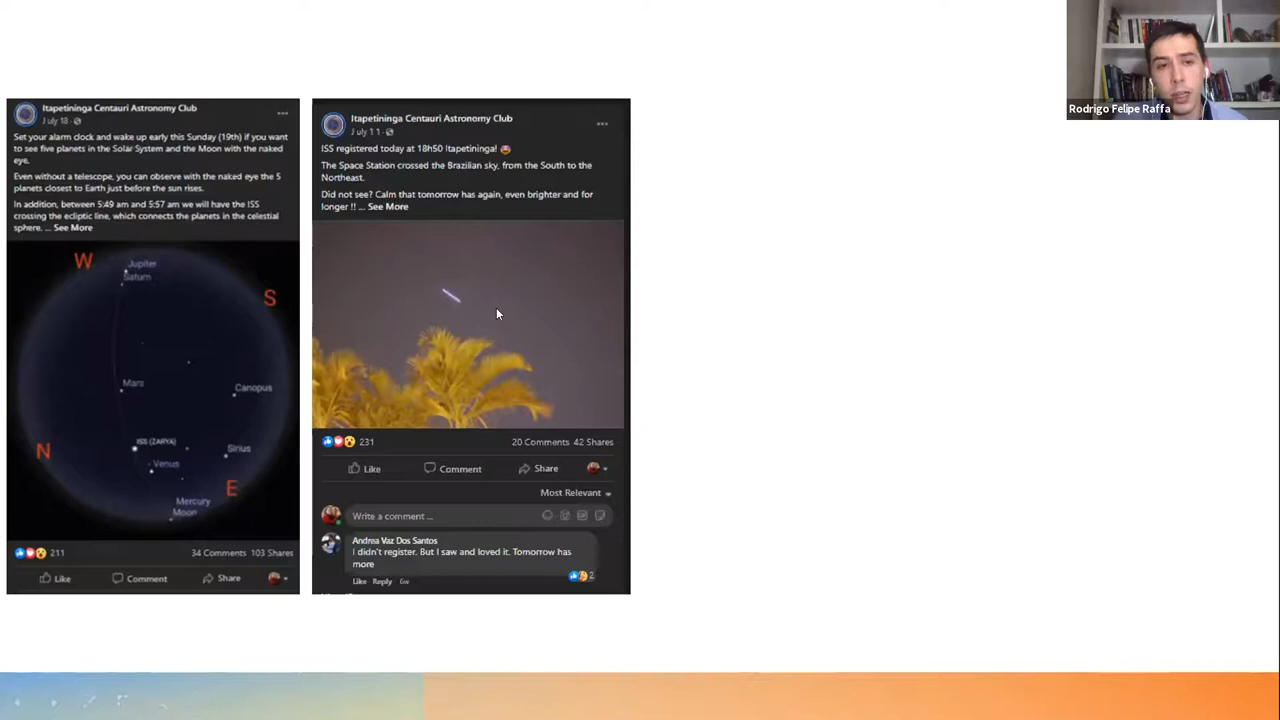 Rodrigo Felipe Raffa
Itapetininga Centauri Astronomy Club
July 18 ·
Set your alarm clock and wake up early this Sunday (19th) if you want
to see five planets in the Solar System and the Moon with the naked
eye.
Even without a telescope, you can observe with the naked eye the 5
planets closest to Earth just before the sun rises.
In addition, between 5:49 am and 5:57 am we will have the ISS
crossing the ecliptic line, which connects the planets in the celestial
sphere. ... See More
W
Jupiter
Saturn
S
Mars
Canopus
N
ISS (ZARYA)
Sirius
Venus
E
Mercury
Moon
211
34 Comments 103 Shares
Like Comment Share
Itapetininga Centauri Astronomy Club
July 11 ·
ISS registered today at 18h50 Itapetininga!
The Space Station crossed the Brazilian sky, from the South to the
Northeast.
Did not see? Calm that tomorrow has again, even brighter and for
longer !! ... See More
231
20 Comments 42 Shares
Like Comment Share
Most Relevant
Write a comment ...
Andrea Vaz Dos Santos
I didn't register. But I saw and loved it. Tomorrow has
more
2
Like Reply 6w